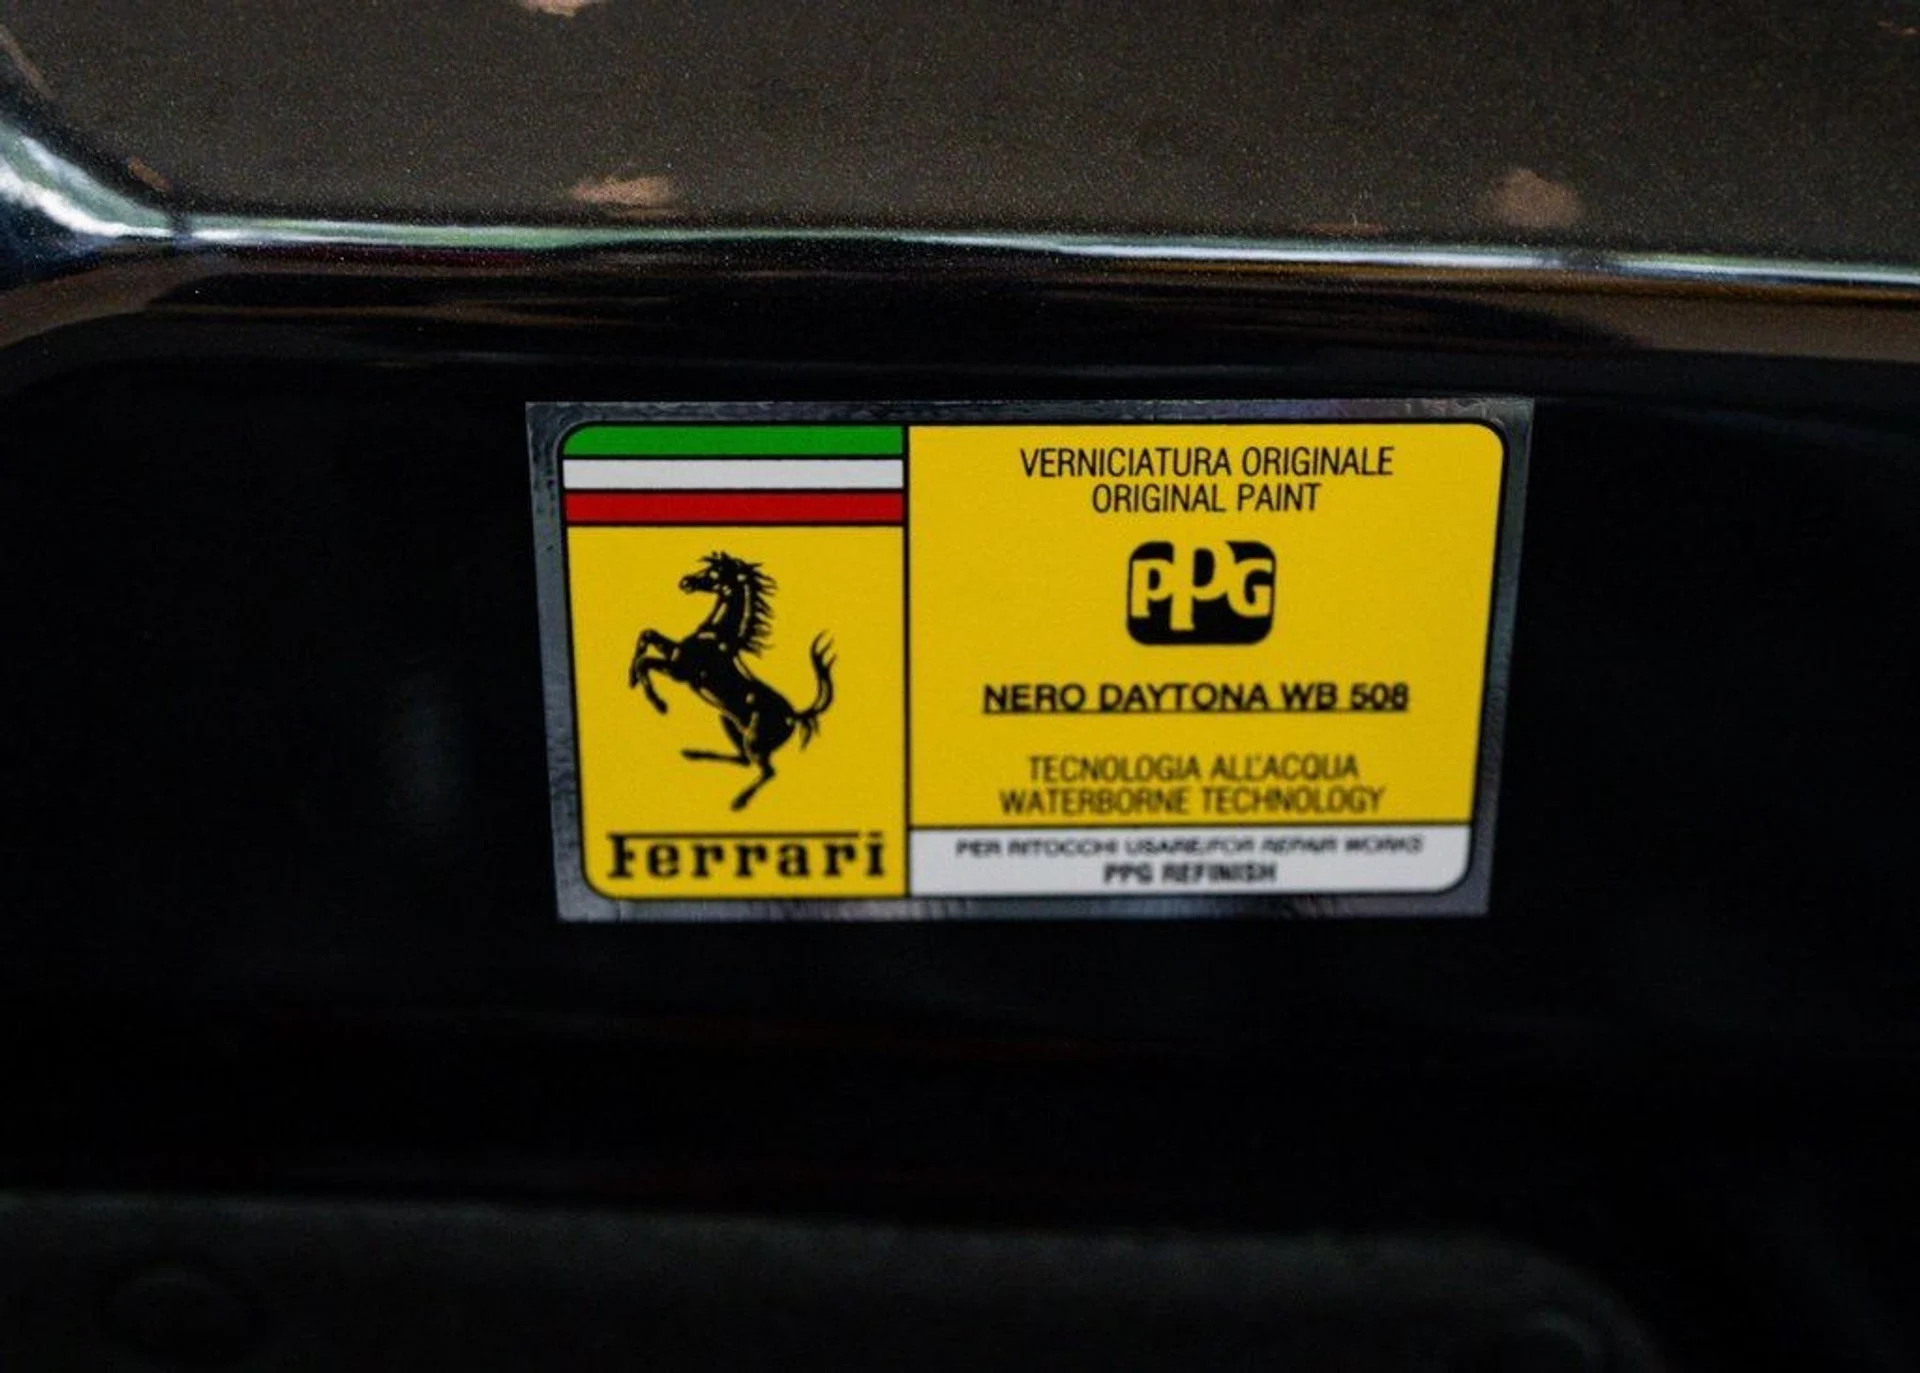 Ferrari
VERNICIATURA ORIGINALE
ORIGINAL PAINT
PPG
NERO DAYTONA WB 508
TECNOLOGIA ALL'ACQUA
WATERBORNE TECHNOLOGY
PER RITOCCHI USARE/FOR REPAIR WORKS
PPG REFINISH